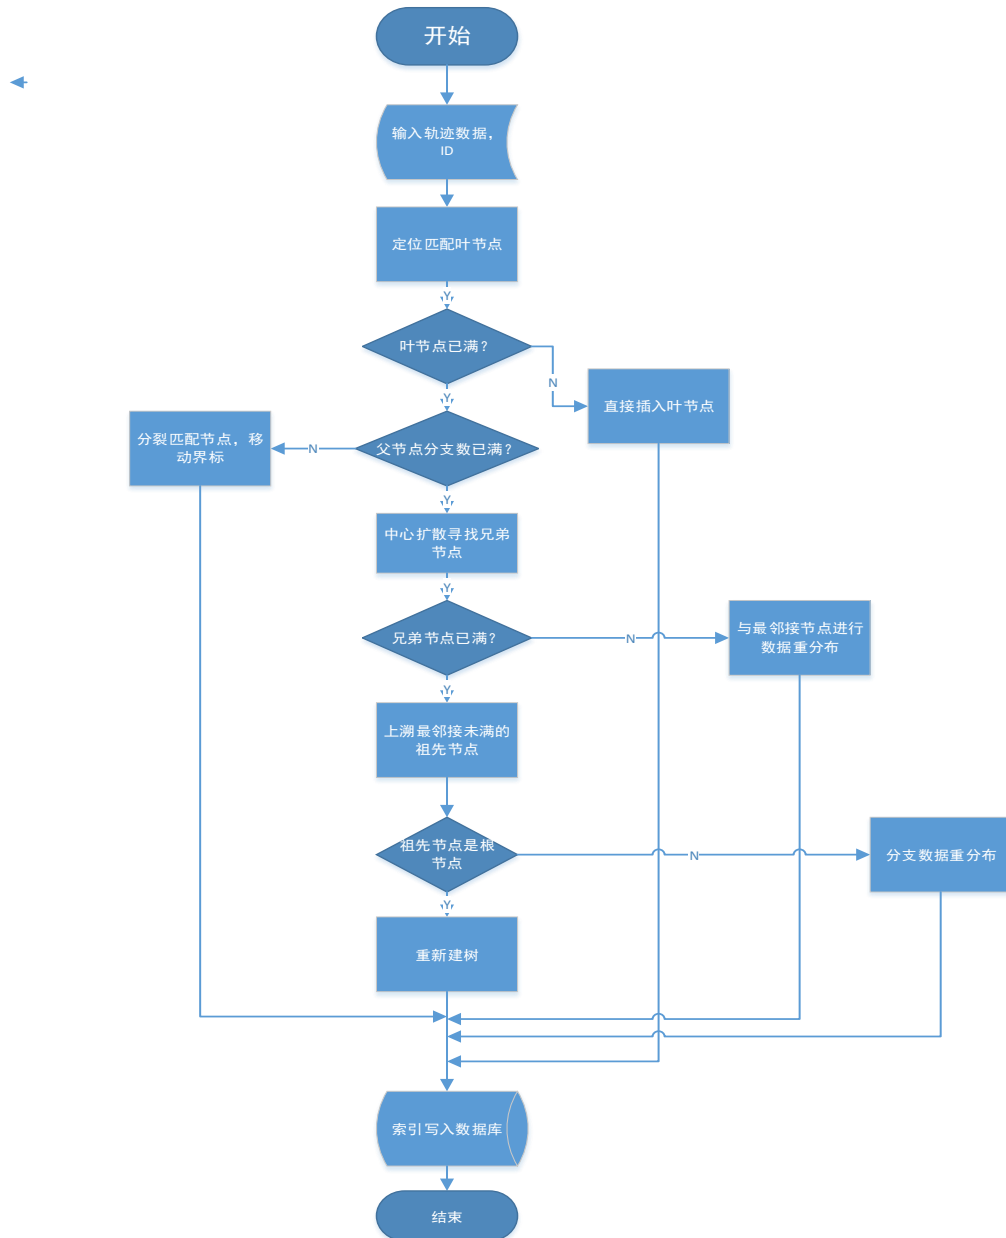 开始
输入轨迹数据，
ID
定位匹配叶节点
Y
叶节点已满？
N
Y
直接插入叶节点
分裂匹配节点，移
动界标
N
父节点分支数已满？
Y
中心扩散寻找兄弟
节点
Y
兄弟节点已满？
N
与最邻接节点进行
数据重分布
Y
上溯最邻接未满的
祖先节点
祖先节点是根
节点
N
分支数据重分布
Y
重新建树
索引写入数据库
结束